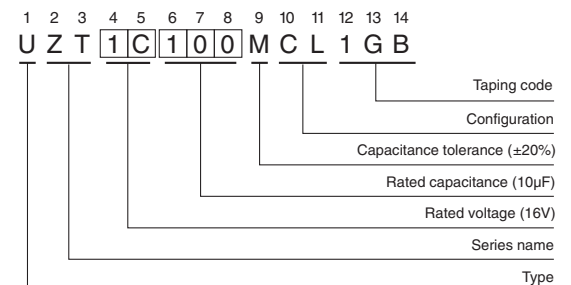 1 2 3 4 5 6 7 8 9 10 11 12 13 14
U Z T 1 C 1 0 0 M C L 1 G B
Taping code
Configuration
Capacitance tolerance (±20%)
Rated capacitance (10µF)
Rated voltage (16V)
Series name
Type